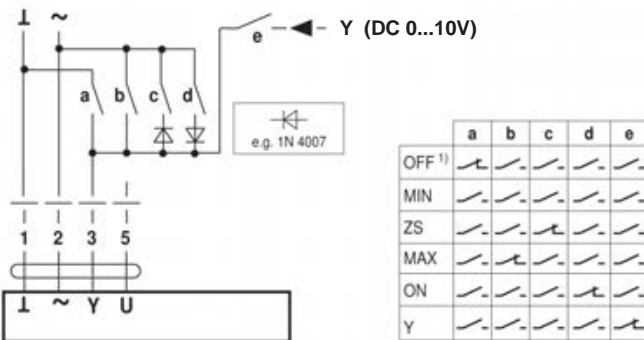 ⊥ ~
e Y (DC 0...10V)
a b c d
e.g. 1N 4007
1 2 3 5
⊥ ~ Y U
a b c d e
OFF 1)
MIN
ZS
MAX
ON
Y